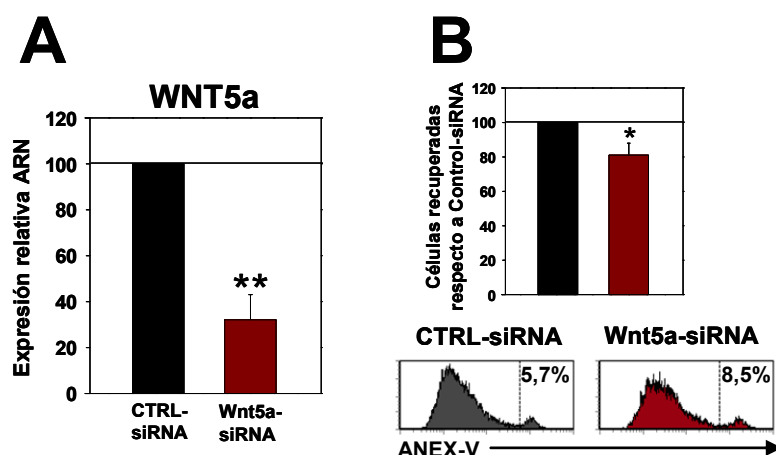 A
WNT5a
Expresión relativa ARN
120
100
80
60
40
20
0
**
CTRL-
siRNA
Wnt5a-
siRNA
B
Células recuperadas
respecto a Control-siRNA
120
100
80
60
40
20
0
*
CTRL-siRNA
Wnt5a-siRNA
5,7%
8,5%
ANEX-V